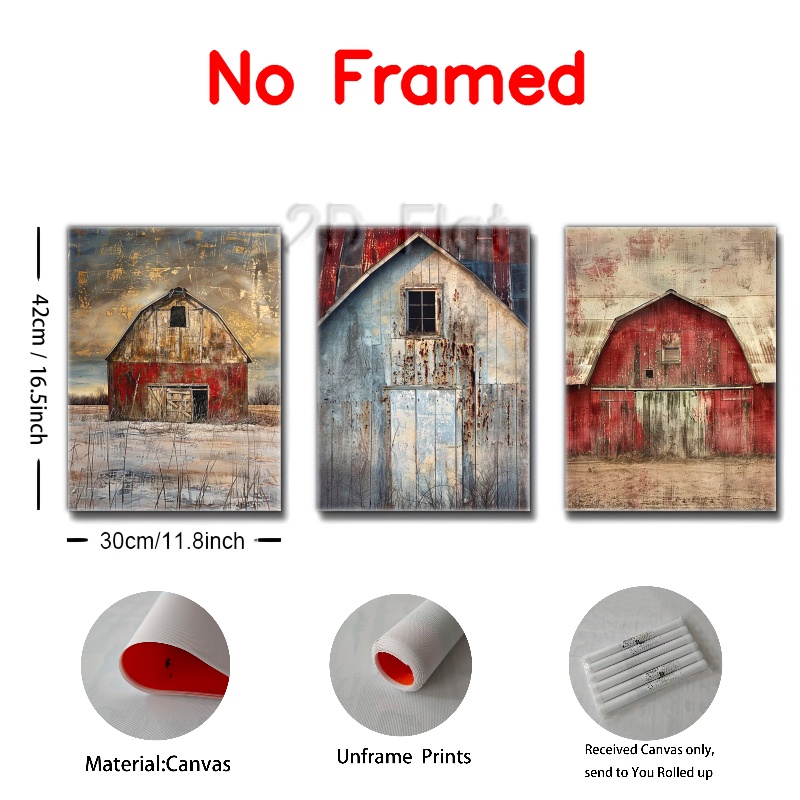 No Framed
2D Flat
42cm / 16.5inch
30cm/11.8inch
Material:Canvas
Unframe Prints
Received Canvas only,
send to You Rolled up